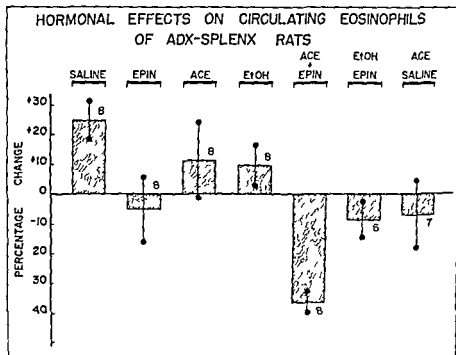 HORMONAL EFFECTS ON CIRCULATING EOSINOPHILS
OF ADX-SPLENX RATS
SALINE
EPIN
ACE
EtOH
ACE
+
EPIN
EtOH
EPIN
ACE
SALINE
+30
+20
+10
0
-10
20
30
40
PERCENTAGE CHANGE
8
8
8
8
8
6
7